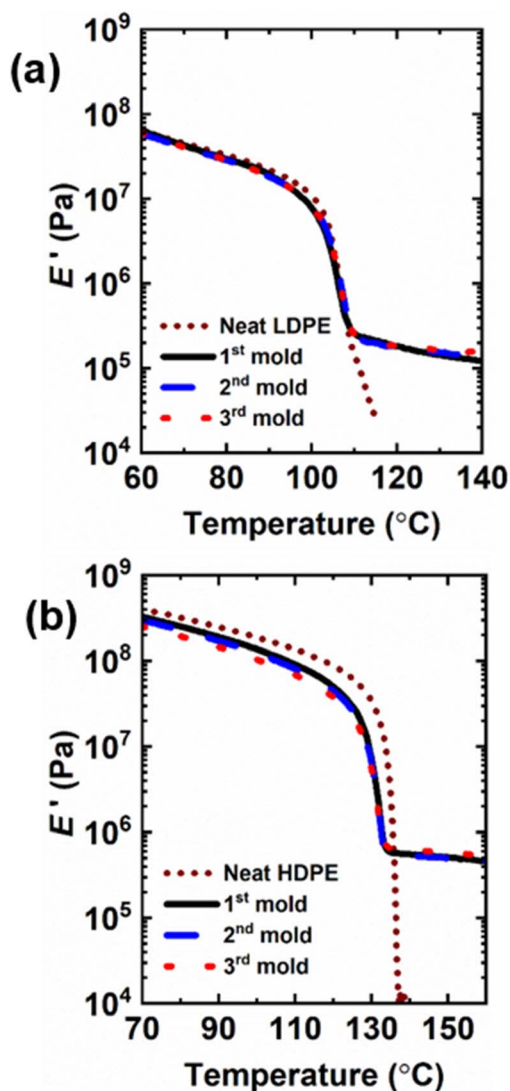 (a)
10⁹
10⁸
10⁷
10⁶
10⁵
10⁴
E' (Pa)
Neat LDPE
1st mold
2nd mold
3rd mold
60 80 100 120 140
Temperature (°C)
(b)
10⁹
10⁸
10⁷
10⁶
10⁵
10⁴
E' (Pa)
Neat HDPE
1st mold
2nd mold
3rd mold
70 90 110 130 150
Temperature (°C)